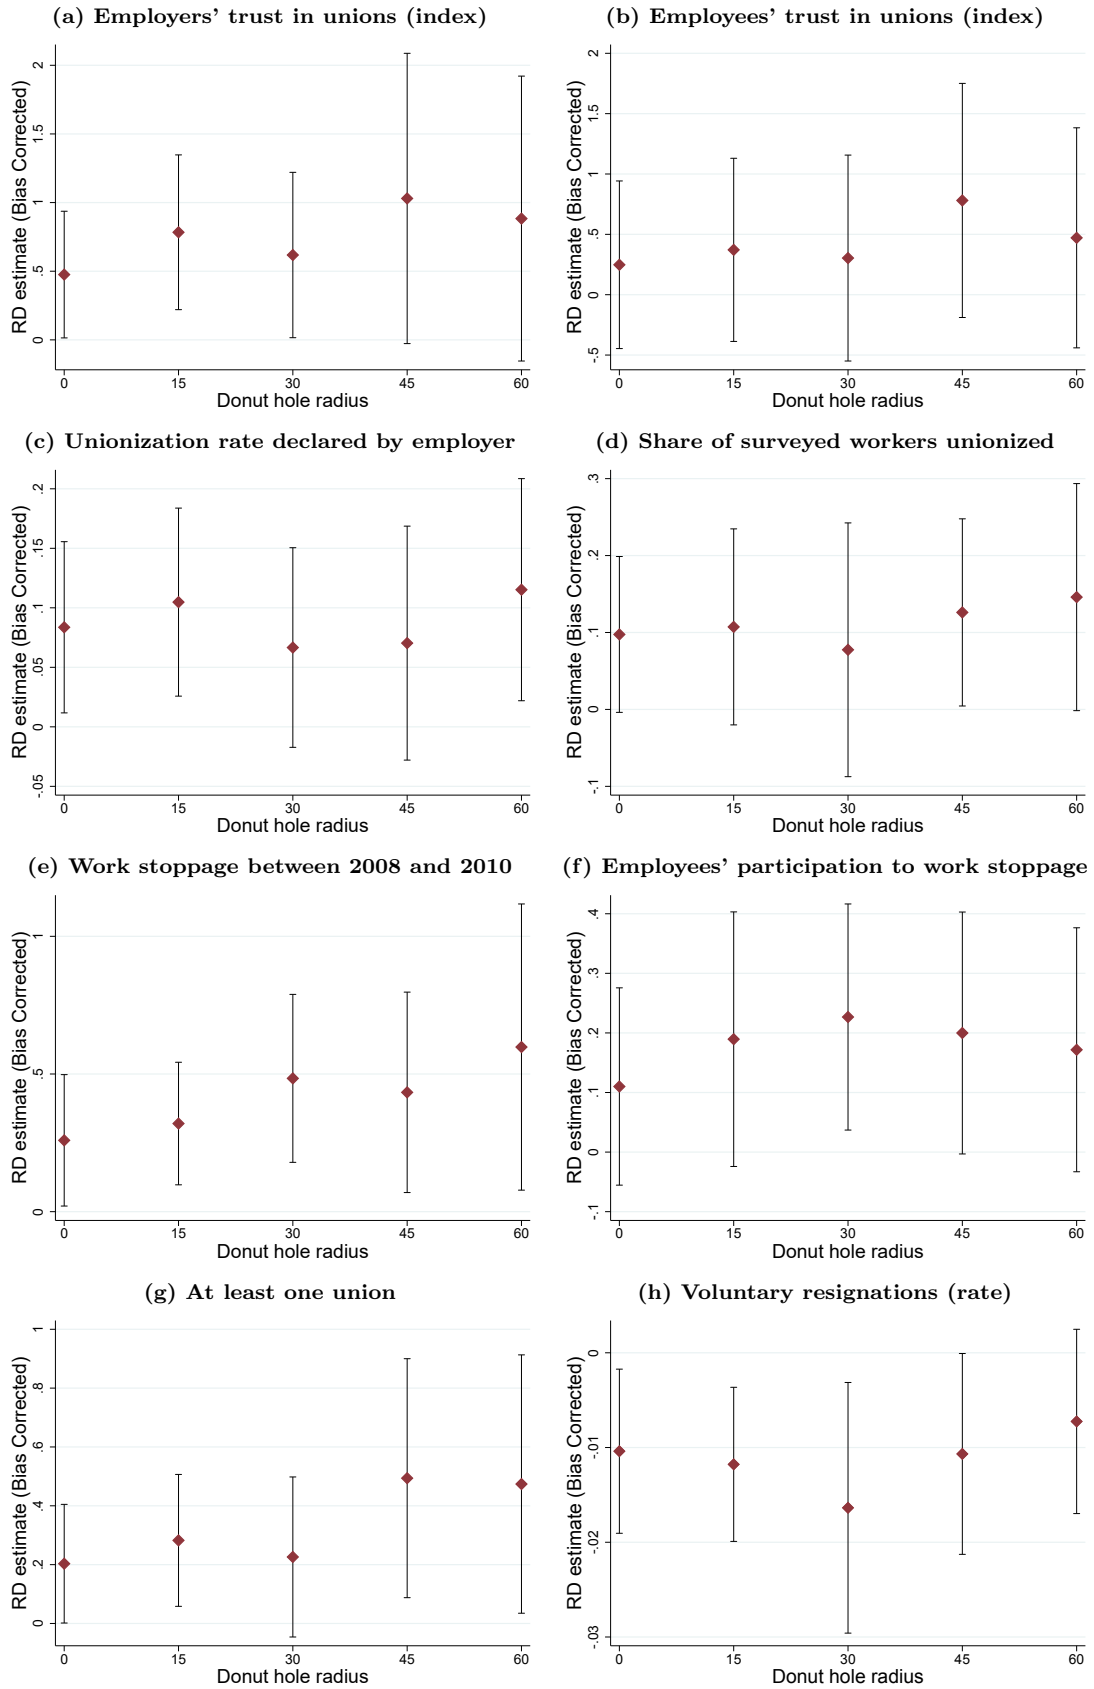 (a) Employers’ trust in unions (index)
RD estimate (Bias Corrected)
2
1.5
1
.5
0
0 15 30 45 60
Donut hole radius
(b) Employees’ trust in unions (index)
RD estimate (Bias Corrected)
2
1.5
1
.5
0
-.5
0 15 30 45 60
Donut hole radius
(c) Unionization rate declared by employer
RD estimate (Bias Corrected)
.2
.15
.1
.05
0
-.05
0 15 30 45 60
Donut hole radius
(d) Share of surveyed workers unionized
RD estimate (Bias Corrected)
.3
.2
.1
0
-.1
0 15 30 45 60
Donut hole radius
(e) Work stoppage between 2008 and 2010
RD estimate (Bias Corrected)
1
.5
0
0 15 30 45 60
Donut hole radius
(f) Employees’ participation to work stoppage
RD estimate (Bias Corrected)
.4
.3
.2
.1
0
-.1
0 15 30 45 60
Donut hole radius
(g) At least one union
RD estimate (Bias Corrected)
1
.8
.6
.4
.2
0
0 15 30 45 60
Donut hole radius
(h) Voluntary resignations (rate)
RD estimate (Bias Corrected)
0
-.01
-.02
-.03
0 15 30 45 60
Donut hole radius